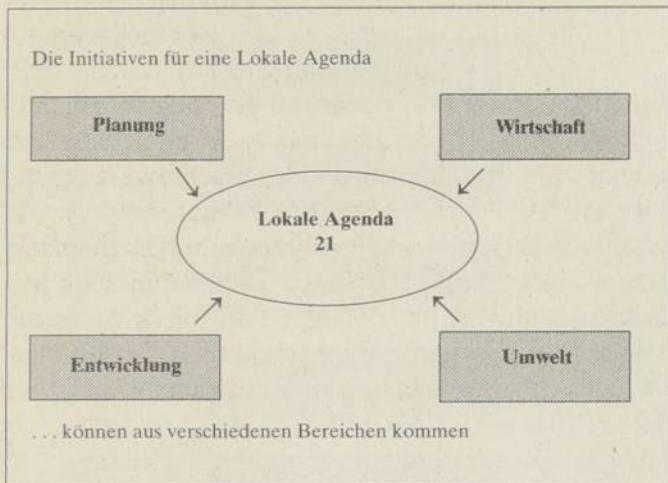 Die Initiativen für eine Lokale Agenda
Planung
Wirtschaft
Lokale Agenda
21
Entwicklung
Umwelt
... können aus verschiedenen Bereichen kommen